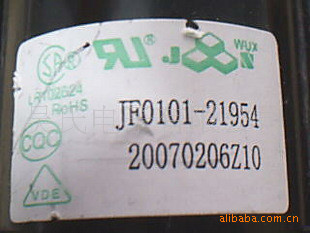 WUX
J N
LR102624
RoHS
JF0101-21954
CQC
20070206Z10
VDE
alibaba.com.cn